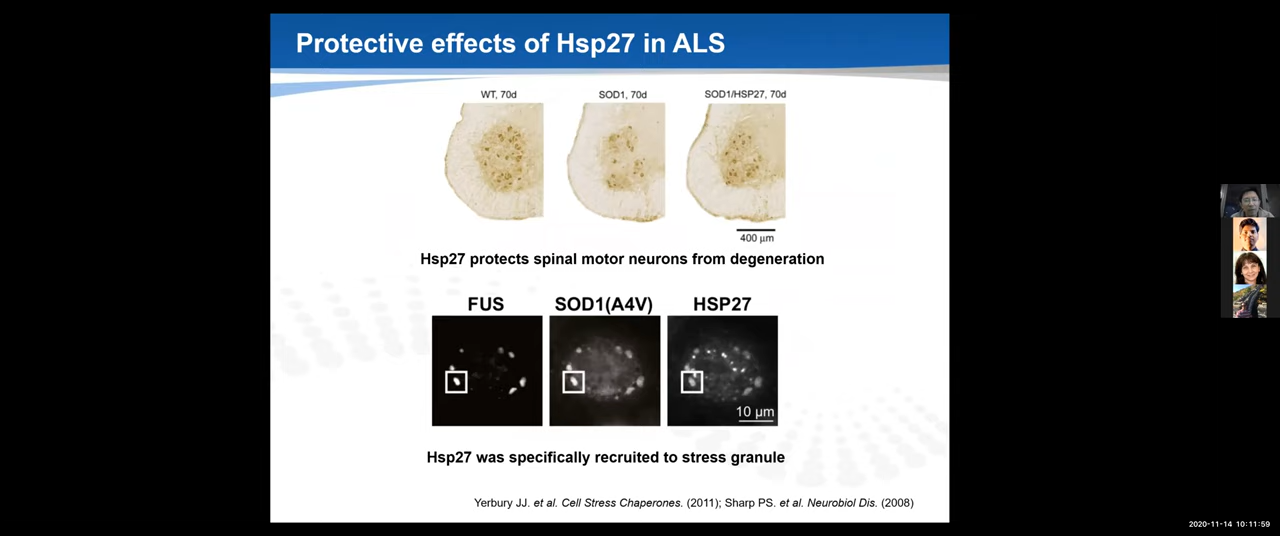 Protective effects of Hsp27 in ALS
WT, 70d
SOD1, 70d
SOD1/HSP27, 70d
400 µm
Hsp27 protects spinal motor neurons from degeneration
FUS
SOD1(A4V)
HSP27
10 µm
Hsp27 was specifically recruited to stress granule
Yerbury JJ. et al. Cell Stress Chaperones. (2011); Sharp PS. et al. Neurobiol Dis. (2008)
2020-11-14 10:11:59